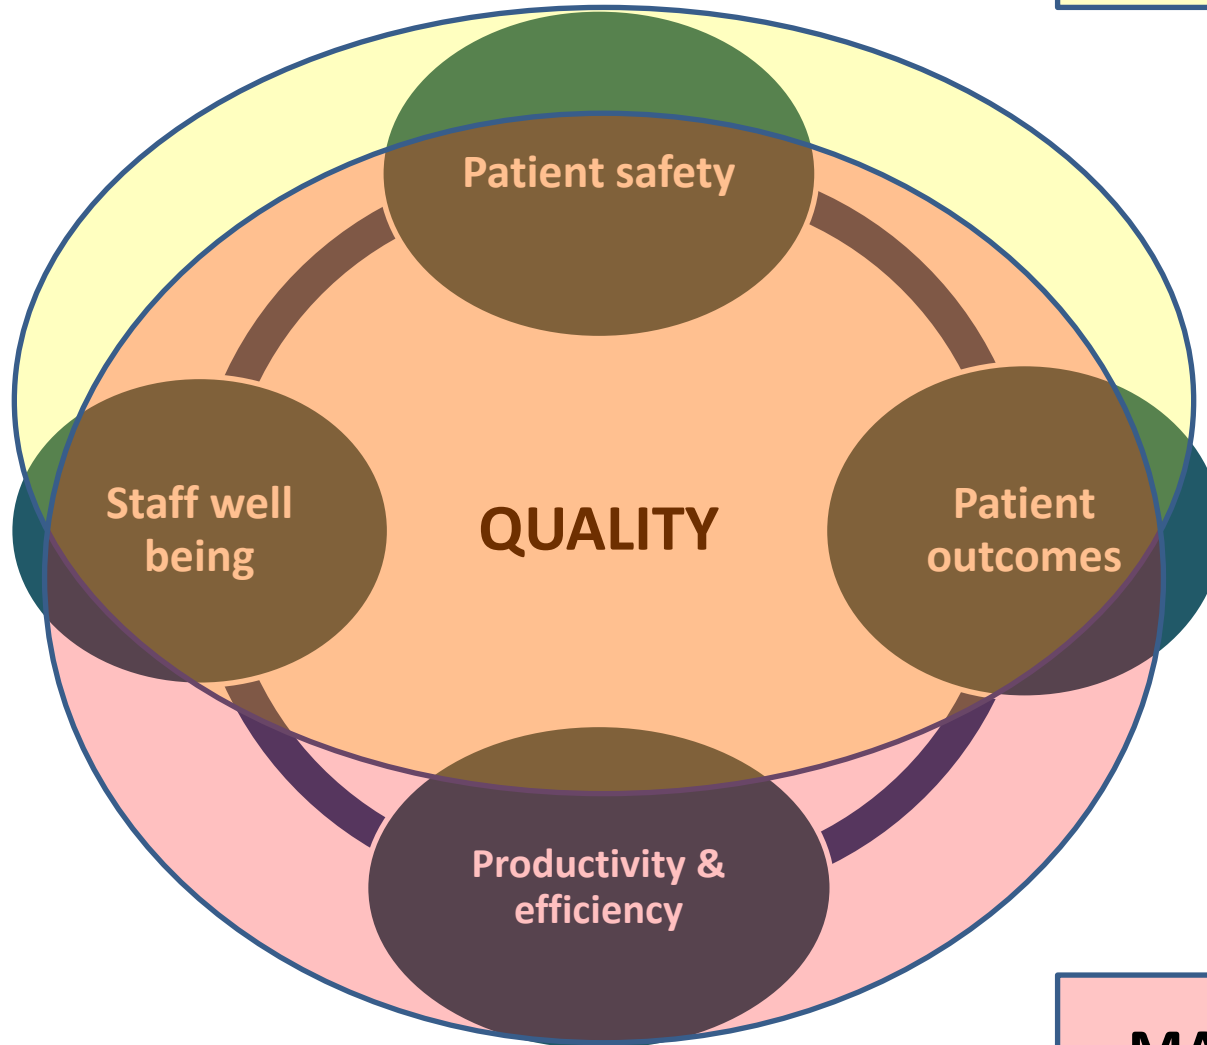 Patient safety
Staff well
being
QUALITY
Patient
outcomes
Productivity &
efficiency